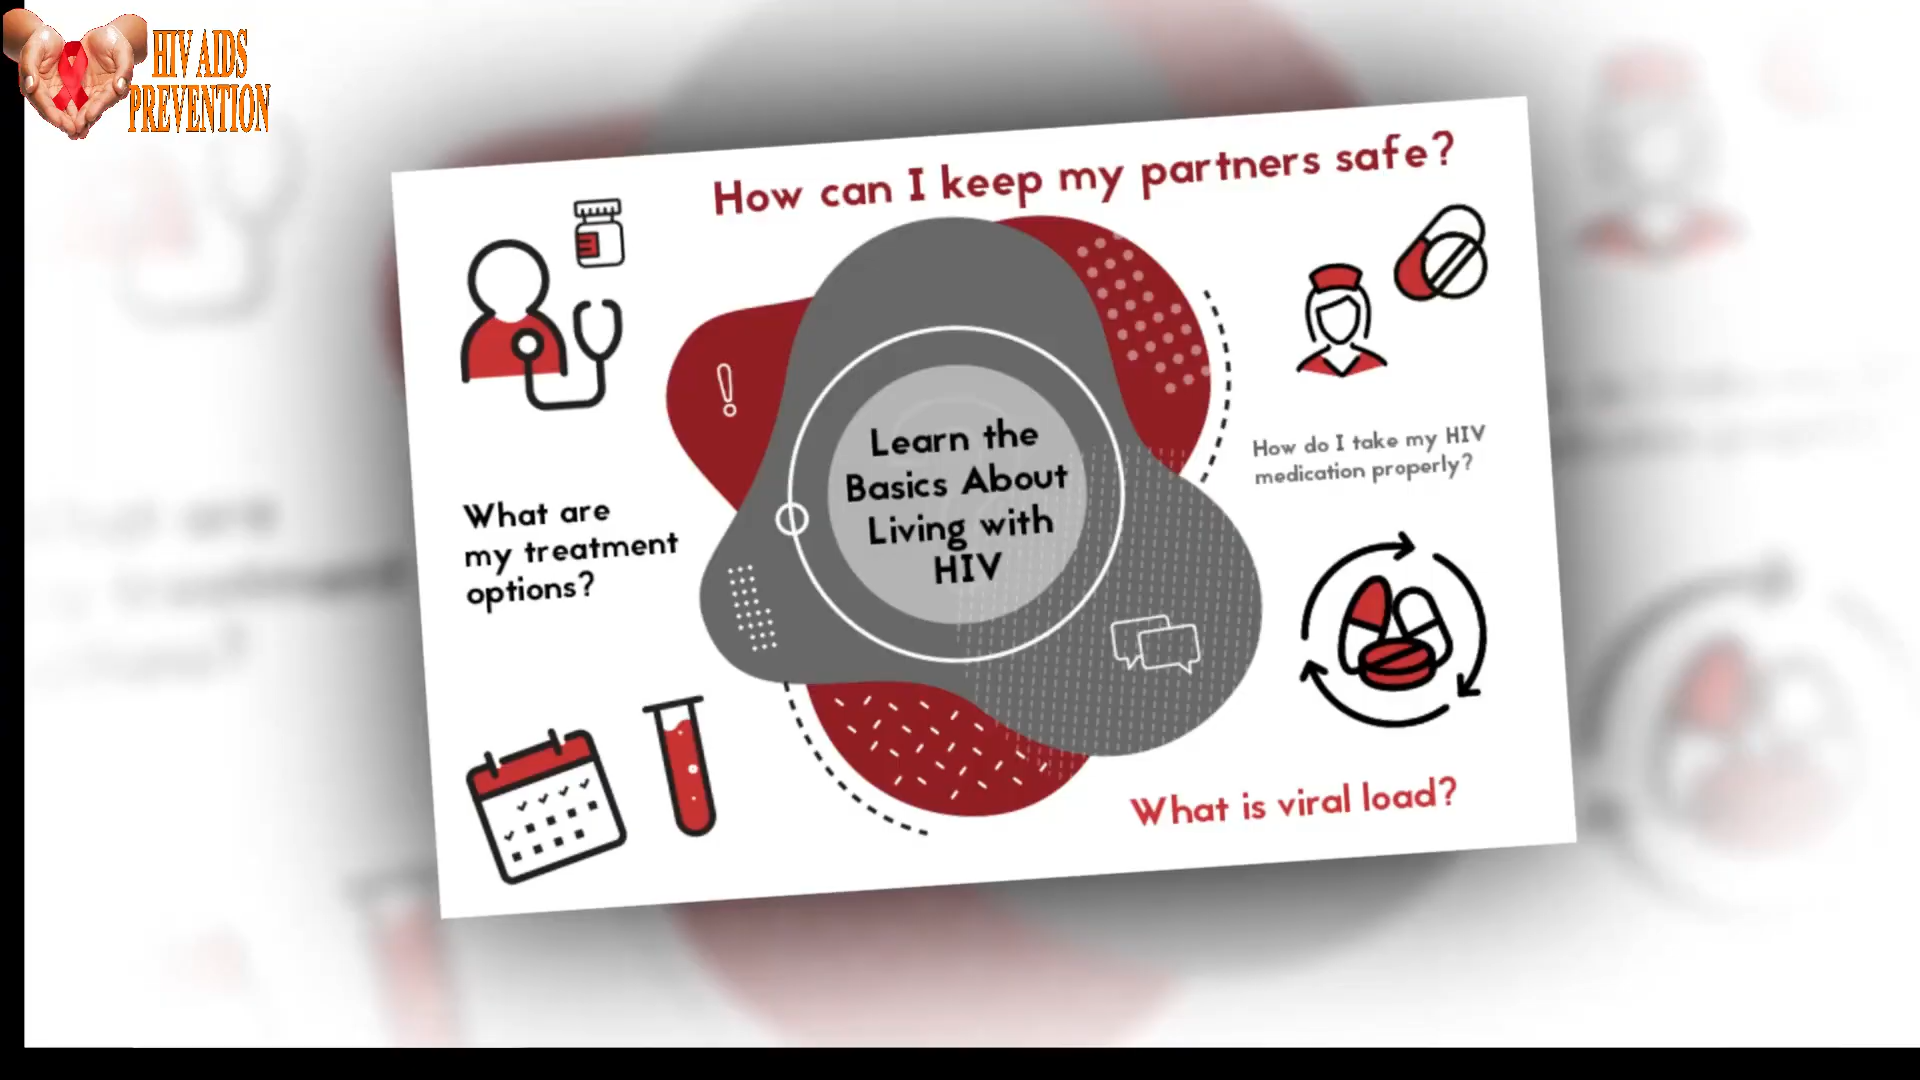 HIV AIDS
PREVENTION
How can I keep my partners safe?
Learn the
Basics About
Living with
HIV
How do I take my HIV
medication properly?
What are
my treatment
options?
What is viral load?